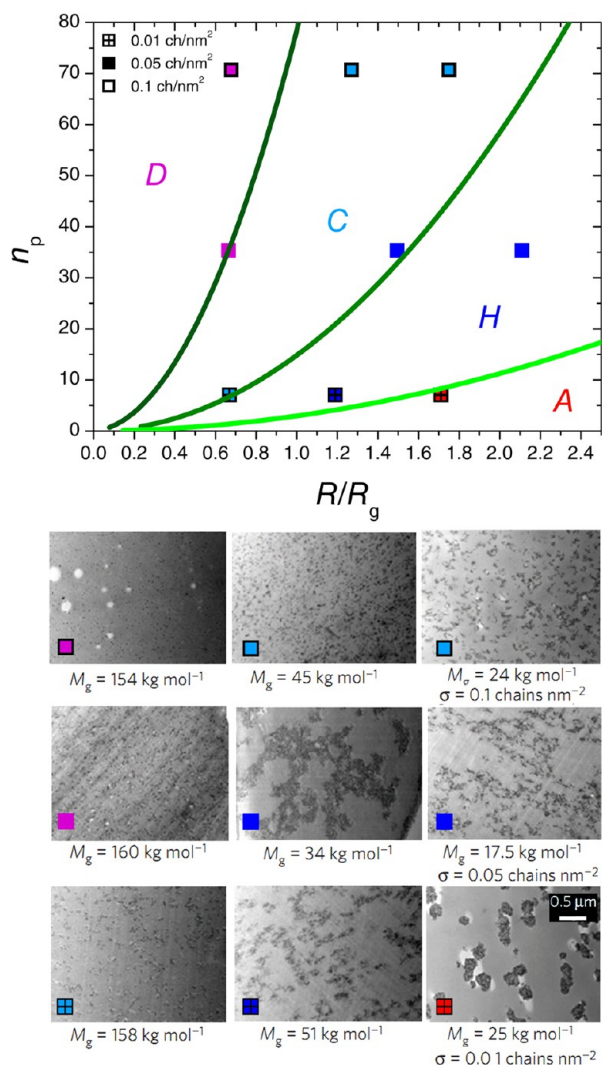 80
70
60
50
40
30
20
10
0
n_p
0.01 ch/nm²
0.05 ch/nm²
0.1 ch/nm²
D
C
H
A
0.0 0.2 0.4 0.6 0.8 1.0 1.2 1.4 1.6 1.8 2.0 2.2 2.4
R/R_g
M_g = 154 kg mol⁻¹
M_g = 45 kg mol⁻¹
M_g = 24 kg mol⁻¹
σ = 0.1 chains nm⁻²
M_g = 160 kg mol⁻¹
M_g = 34 kg mol⁻¹
M_g = 17.5 kg mol⁻¹
σ = 0.05 chains nm⁻²
0.5 μm
M_g = 158 kg mol⁻¹
M_g = 51 kg mol⁻¹
M_g = 25 kg mol⁻¹
σ = 0.01 chains nm⁻²